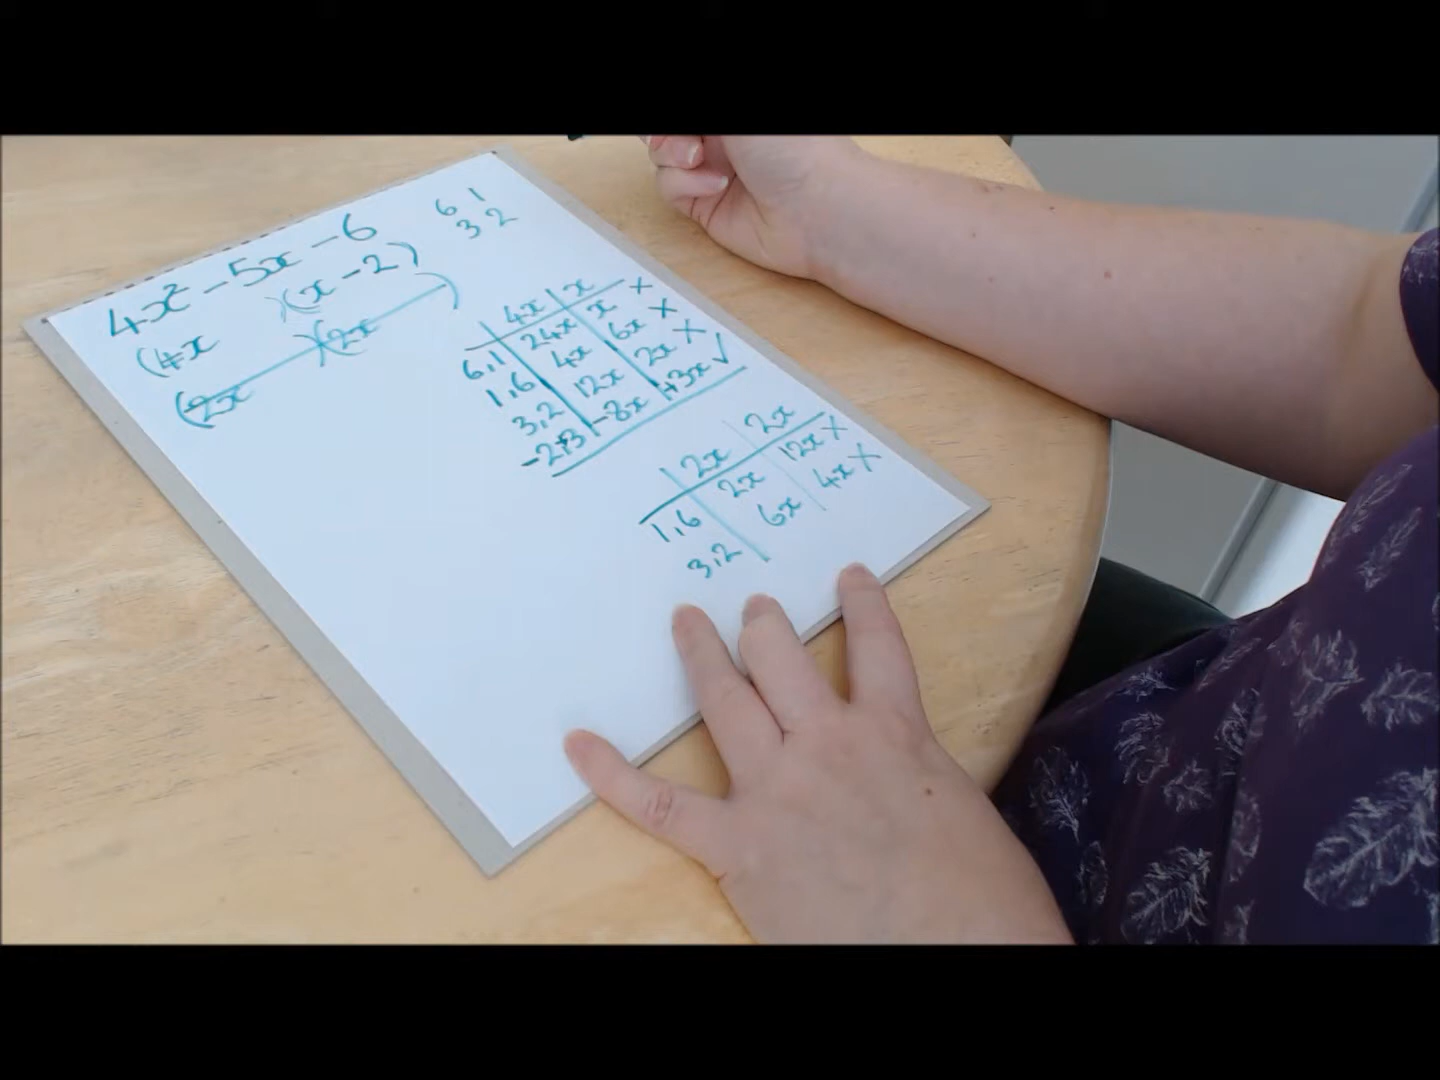 4x² - 5x - 6
(4x )(x - 2)
(2x )(2x )
6 1
3 2
4x x
6,1 24x x ×
1,6 4x 6x ×
3,2 12x 2x ×
-2,+3 -8x +3x ✓
2x 2x
1,6 2x 12x ×
3,2 6x 4x ×